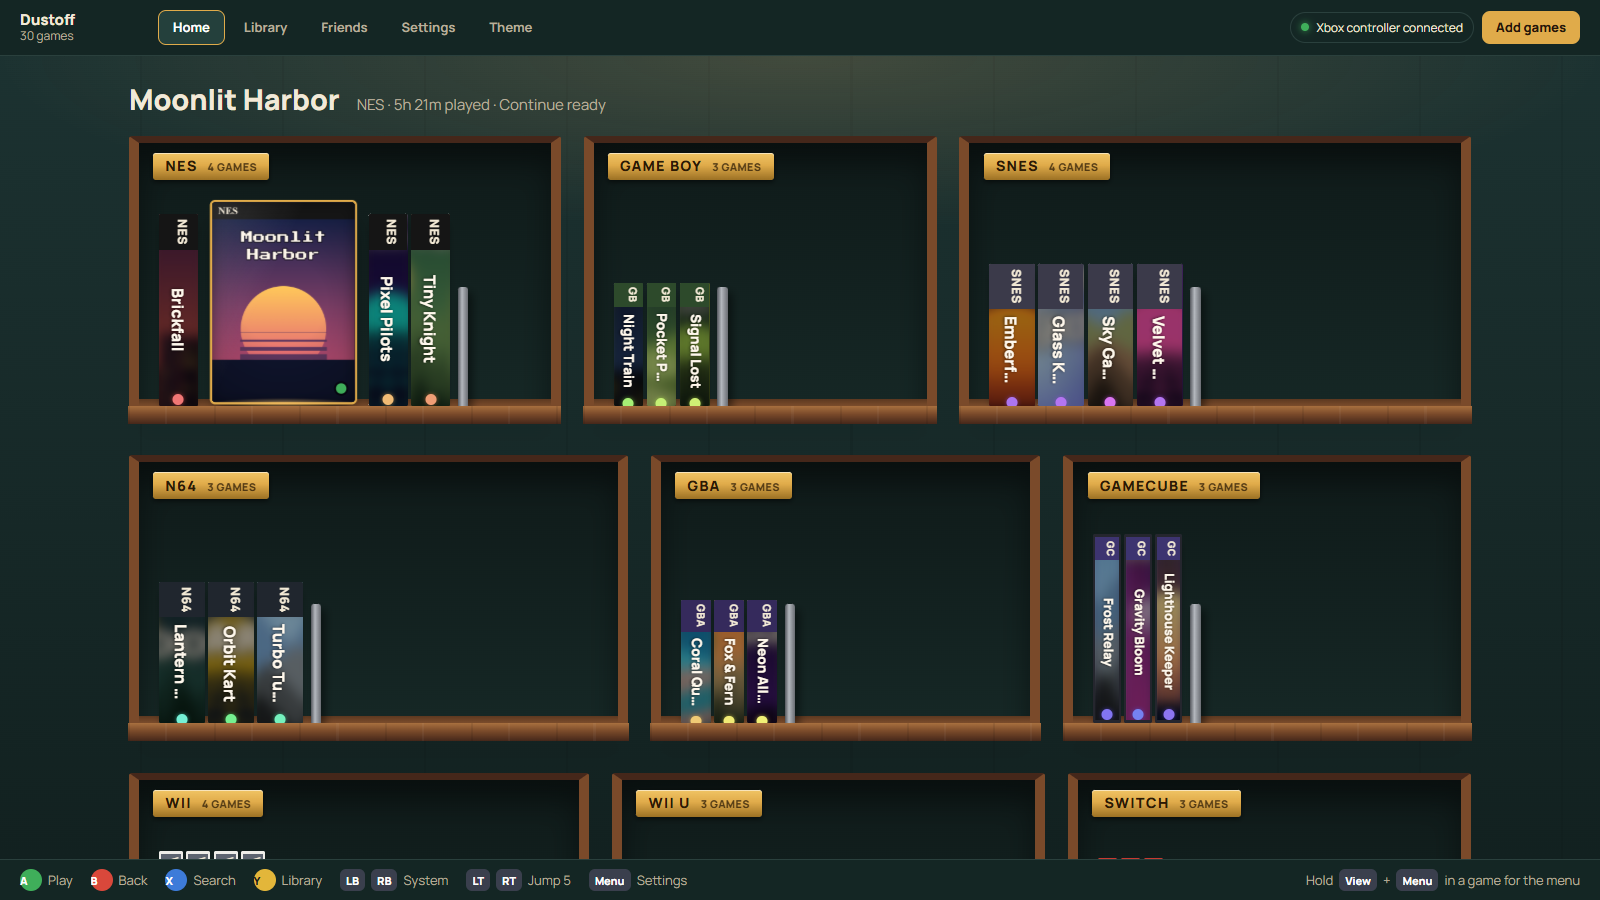 Dustoff
30 games
Home
Library
Friends
Settings
Theme
Xbox controller connected
Add games
Moonlit Harbor
NES · 5h 21m played · Continue ready
NES 4 GAMES
NES
Brickfall
NES
Moonlit
Harbor
NES
Pixel Pilots
NES
Tiny Knight
GAME BOY 3 GAMES
GB
Night Train
GB
Pocket P...
GB
Signal Lost
SNES 4 GAMES
SNES
Emberf...
SNES
Glass K...
SNES
Sky Ga...
SNES
Velvet ...
N64 3 GAMES
N64
Lantern ...
N64
Orbit Kart
N64
Turbo Tu...
GBA 3 GAMES
GBA
Coral Qu...
GBA
Fox & Fern
GBA
Neon All...
GAMECUBE 3 GAMES
GC
Frost Relay
GC
Gravity Bloom
GC
Lighthouse Keeper
WII 4 GAMES
WII U 3 GAMES
SWITCH 3 GAMES
A Play
B Back
X Search
Y Library
LB RB System
LT RT Jump 5
Menu Settings
Hold View + Menu in a game for the menu